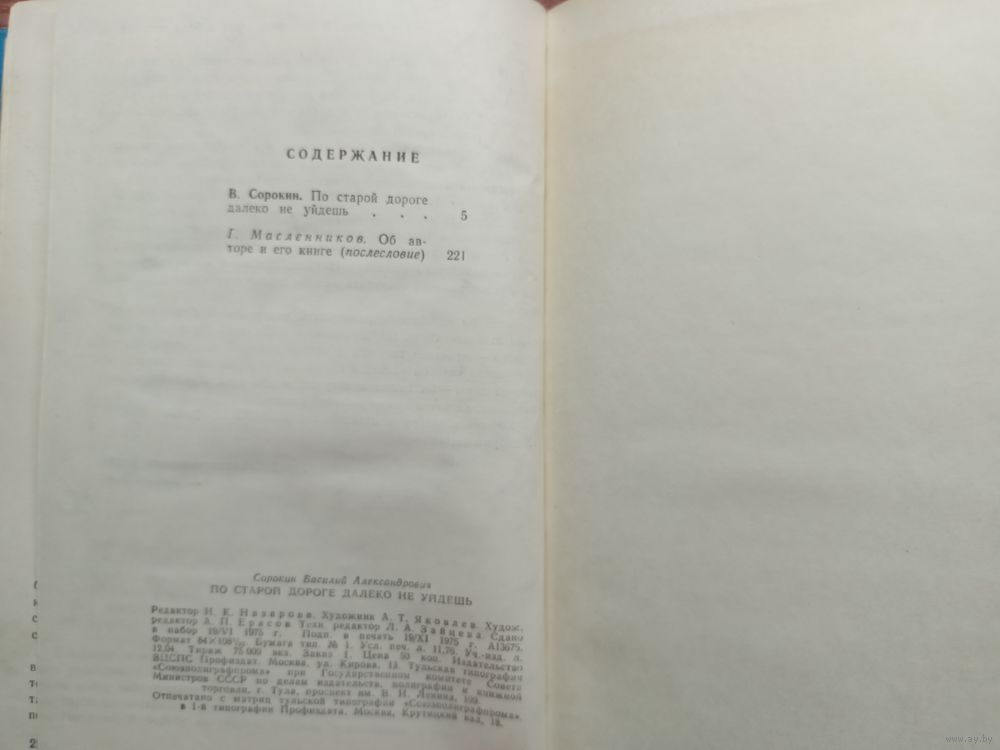 СОДЕРЖАНИЕ
В. Сорокин. По старой дороге
далеко не уйдешь . . . 5
Г. Масленников. Об ав-
торе и его книге (послесловие) 221
Сорокин Василий Александрович
ПО СТАРОЙ ДОРОГЕ ДАЛЕКО НЕ УЙДЕШЬ
Редактор И. К. Назарова. Художник А. Т. Яковлев. Худож.
редактор А. П. Ерасов Техн. редактор Л. А. Зайцева. Сдано
в набор 19/VI 1975 г. Подп. в печать 19/XI 1975 г. А13675.
Формат 84×108¹/₃₂. Бумага тип. № 1. Усл. печ. л. 11,76. Уч.-изд. л.
12,04. Тираж 75 000 экз. Заказ 1. Цена 50 коп. Издательство
ВЦСПС Профиздат. Москва, ул. Кирова, 13. Тульская типография
«Союзполиграфпрома» при Государственном комитете Совета
Министров СССР по делам издательств, полиграфии и книжной
торговли, г. Тула, проспект им. В. И. Ленина, 109.
Отпечатано с матриц тульской типографии «Союзполиграфпрома»
в 1-й типографии Профиздата. Москва, Крутицкий вал, 18.
www.ay.by